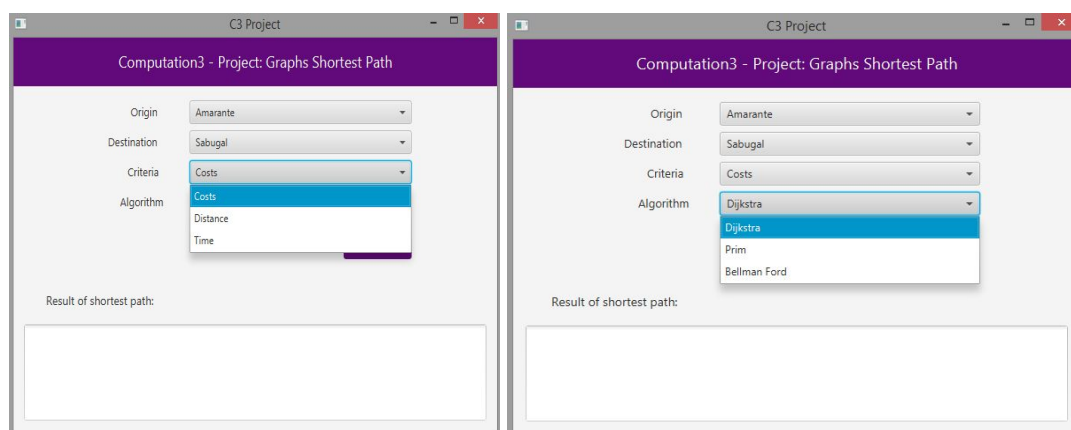 C3 Project
Computation3 - Project: Graphs Shortest Path
Origin Amarante
Destination Sabugal
Criteria Costs
Costs
Algorithm
Distance
Time
Result of shortest path:
C3 Project
Computation3 - Project: Graphs Shortest Path
Origin Amarante
Destination Sabugal
Criteria Costs
Algorithm Dijkstra
Dijkstra
Prim
Bellman Ford
Result of shortest path: